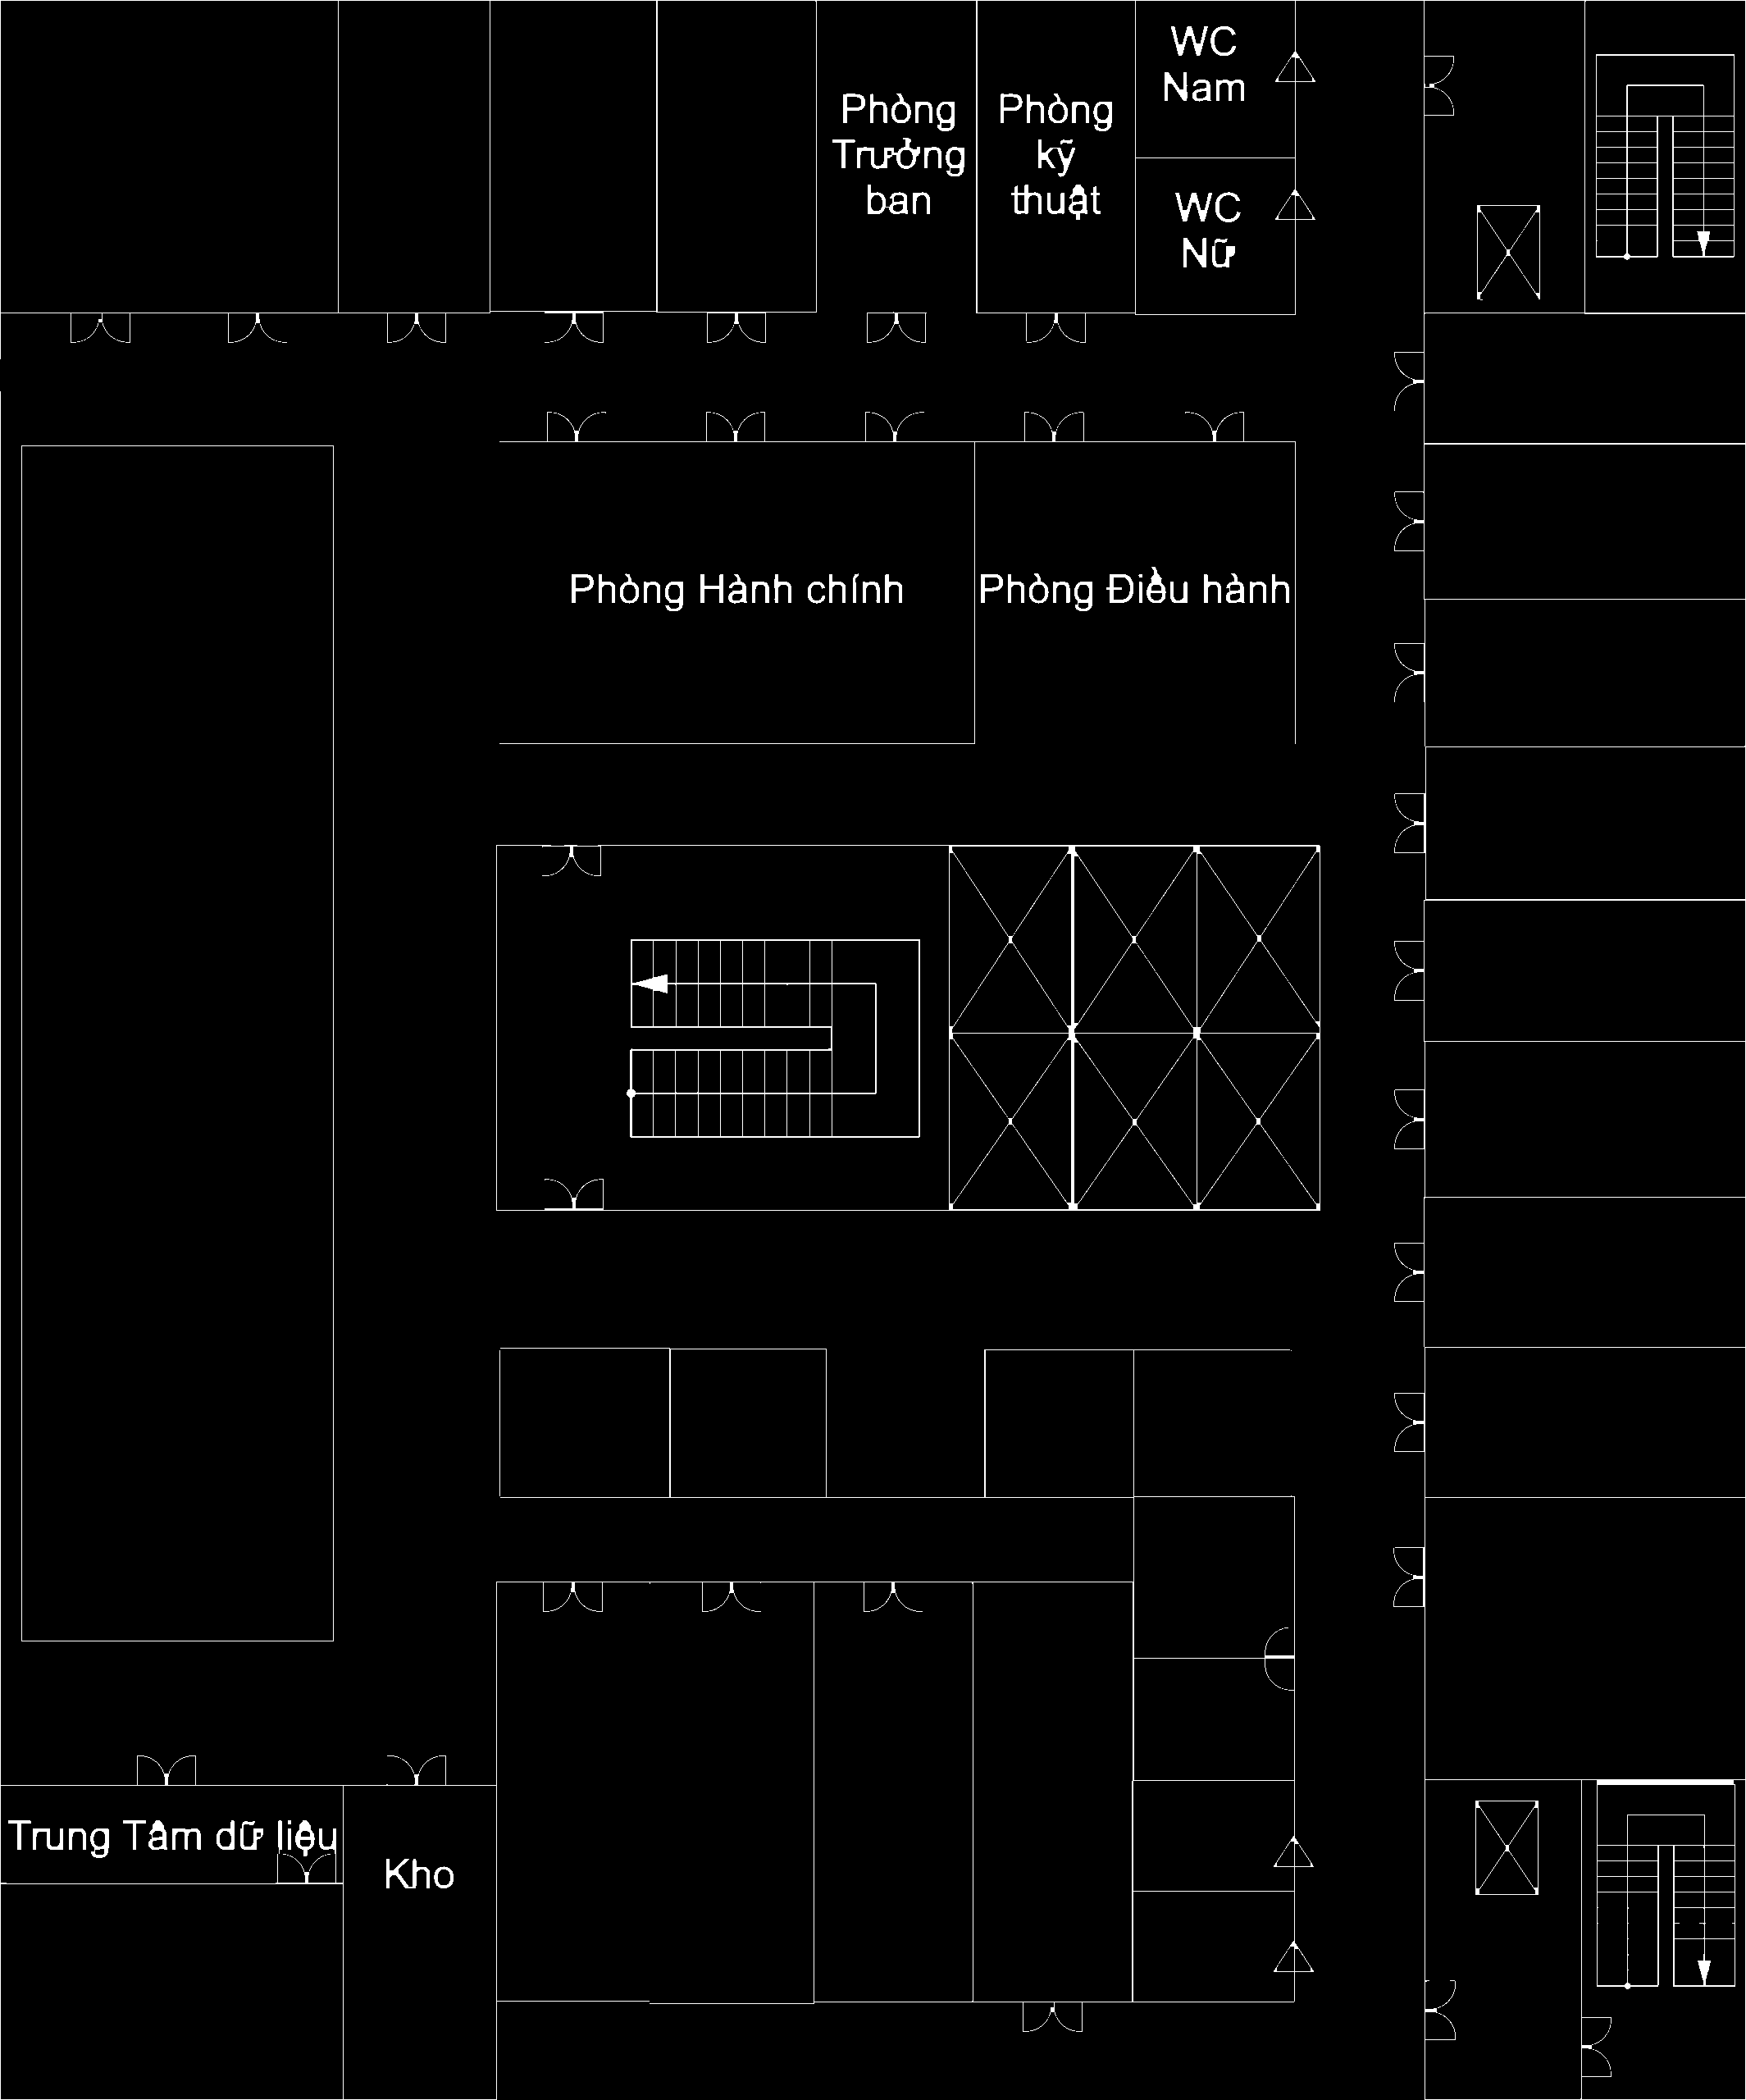 WC
Nam
Phòng
Trưởng
ban
Phòng
kỹ
thuật
WC
Nữ
Phòng Hành chính
Phòng Điều hành
Trung Tâm dữ liệu
Kho